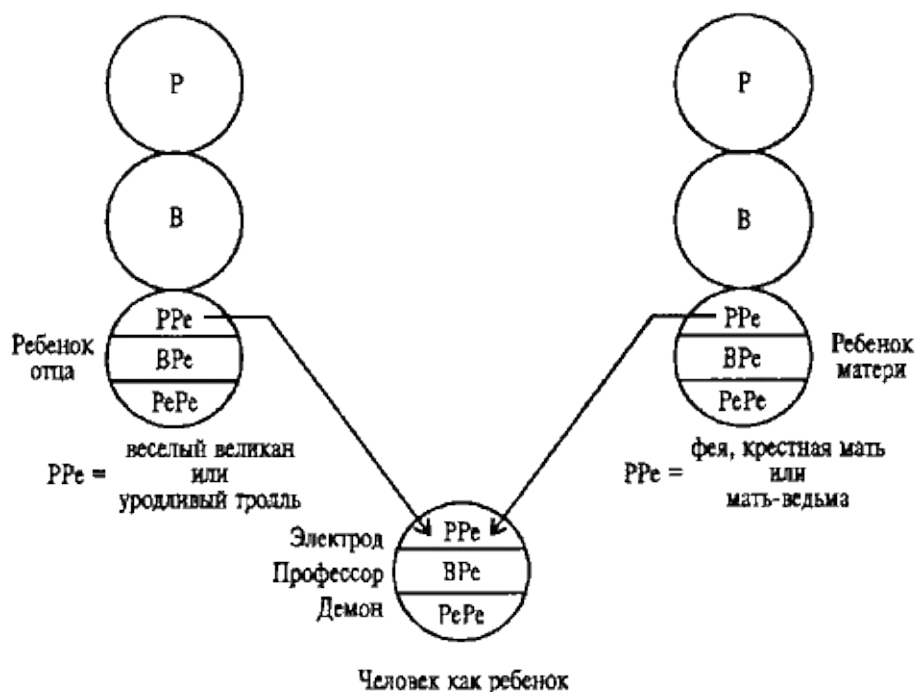 Р
Р
В
В
РРе
РРе
Ребенок
отца
ВРе
ВРе
Ребенок
матери
РеРе
РеРе
РРе =
веселый великан
или
уродливый тролль
РРе =
фея, крестная мать
или
мать-ведьма
Электрод
РРе
Профессор
ВРе
Демон
РеРе
Человек как ребенок